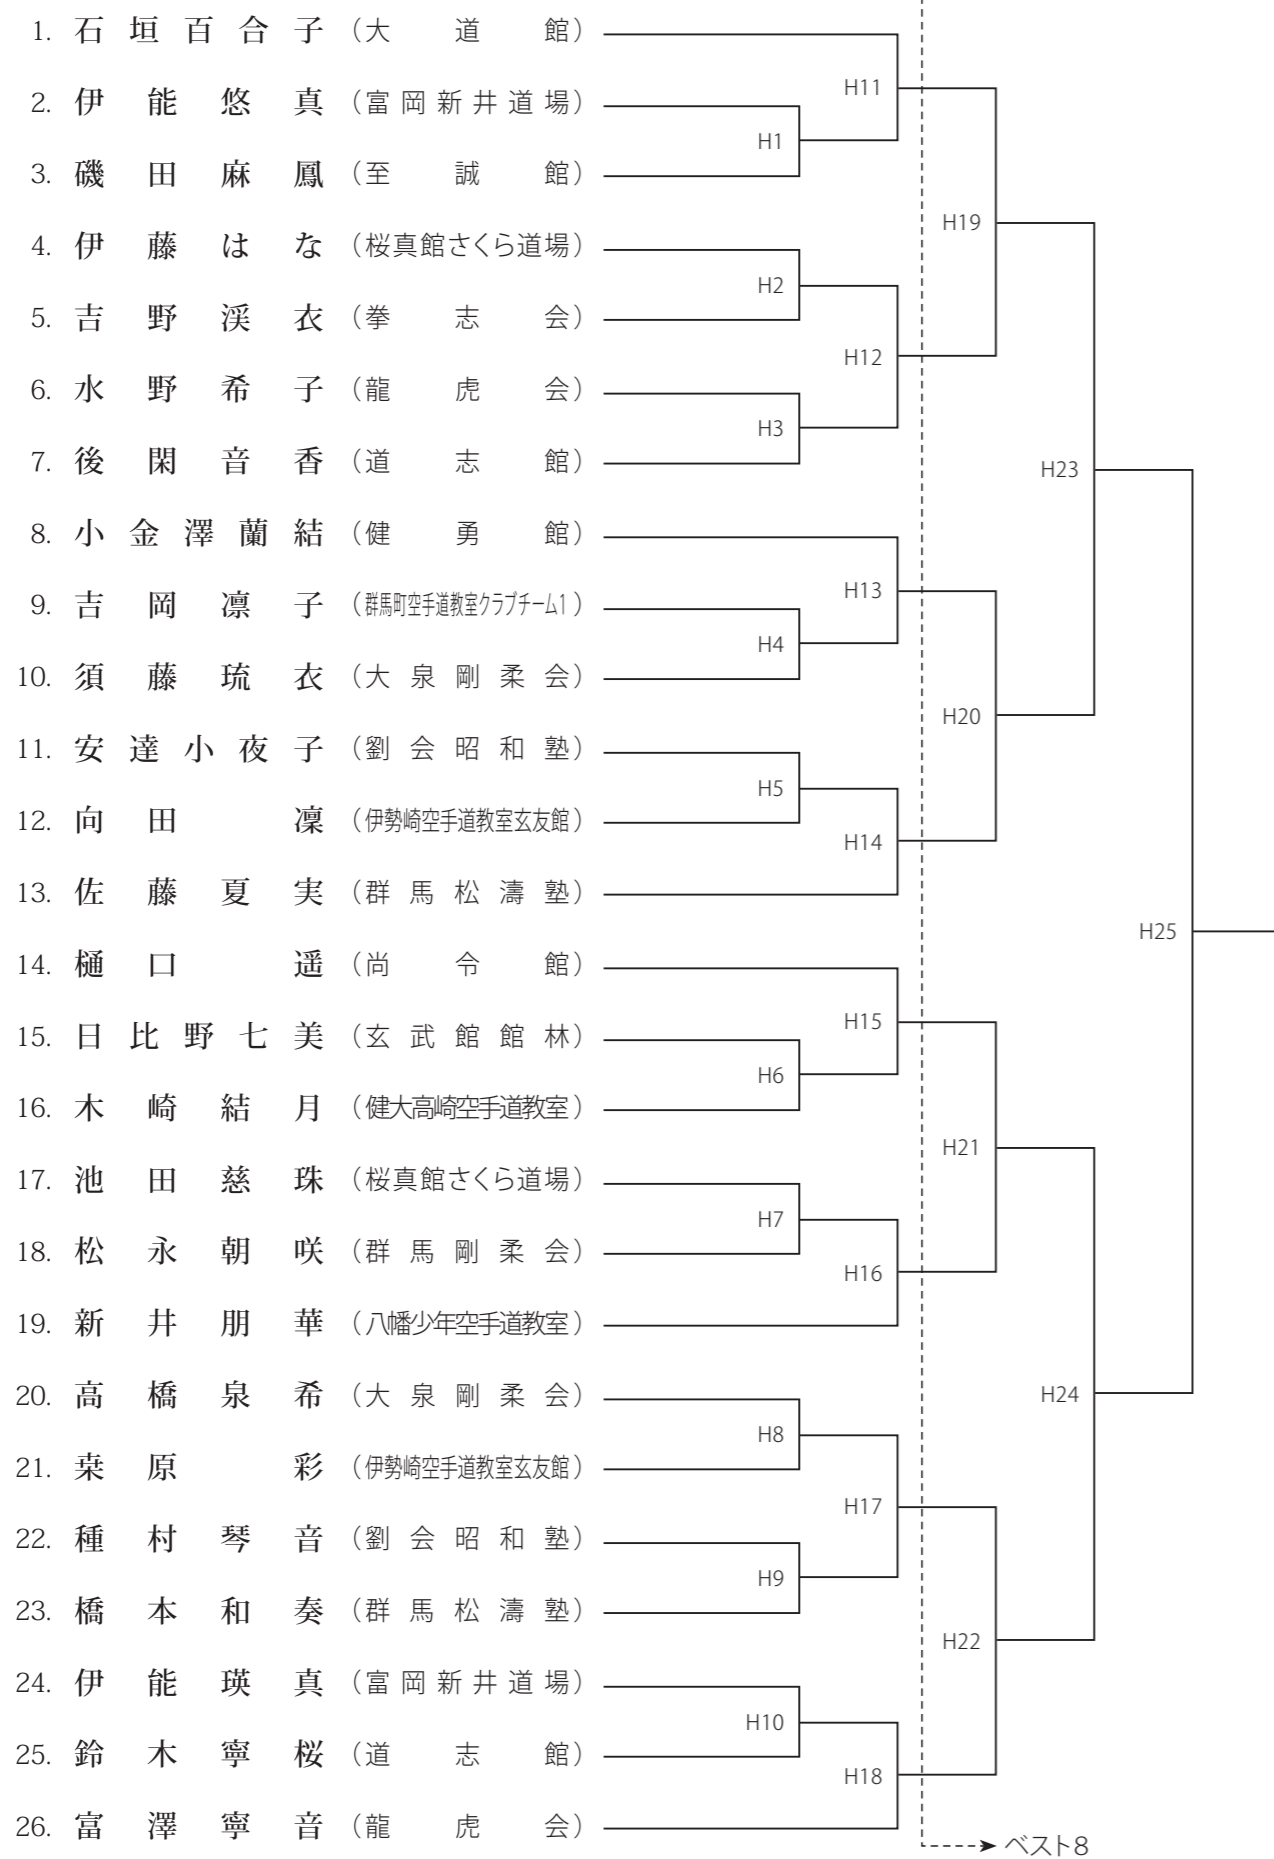 1. 石垣百合子（大道館）
H11
2. 伊能悠真（富岡新井道場）
H1
3. 磯田麻鳳（至誠館）
H19
4. 伊藤はな（桜真館さくら道場）
H2
5. 吉野渓衣（拳志会）
H12
6. 水野希子（龍虎会）
H3
7. 後閑音香（道志館）
H23
8. 小金澤蘭結（健勇館）
H13
9. 吉岡凛子（群馬町空手道教室クラブチーム1）
H4
10. 須藤琉衣（大泉剛柔会）
H20
11. 安達小夜子（劉会昭和塾）
H5
12. 向田凜（伊勢崎空手道教室玄友館）
H14
13. 佐藤夏実（群馬松濤塾）
H25
14. 樋口遥（尚令館）
H15
15. 日比野七美（玄武館館林）
H6
16. 木崎結月（健大高崎空手道教室）
H21
17. 池田慈珠（桜真館さくら道場）
H7
18. 松永朝咲（群馬剛柔会）
H16
19. 新井朋華（八幡少年空手道教室）
20. 高橋泉希（大泉剛柔会）
H24
H8
21. 桒原彩（伊勢崎空手道教室玄友館）
H17
22. 種村琴音（劉会昭和塾）
H9
23. 橋本和奏（群馬松濤塾）
H22
24. 伊能瑛真（富岡新井道場）
H10
25. 鈴木寧桜（道志館）
H18
26. 富澤寧音（龍虎会）
ベスト8